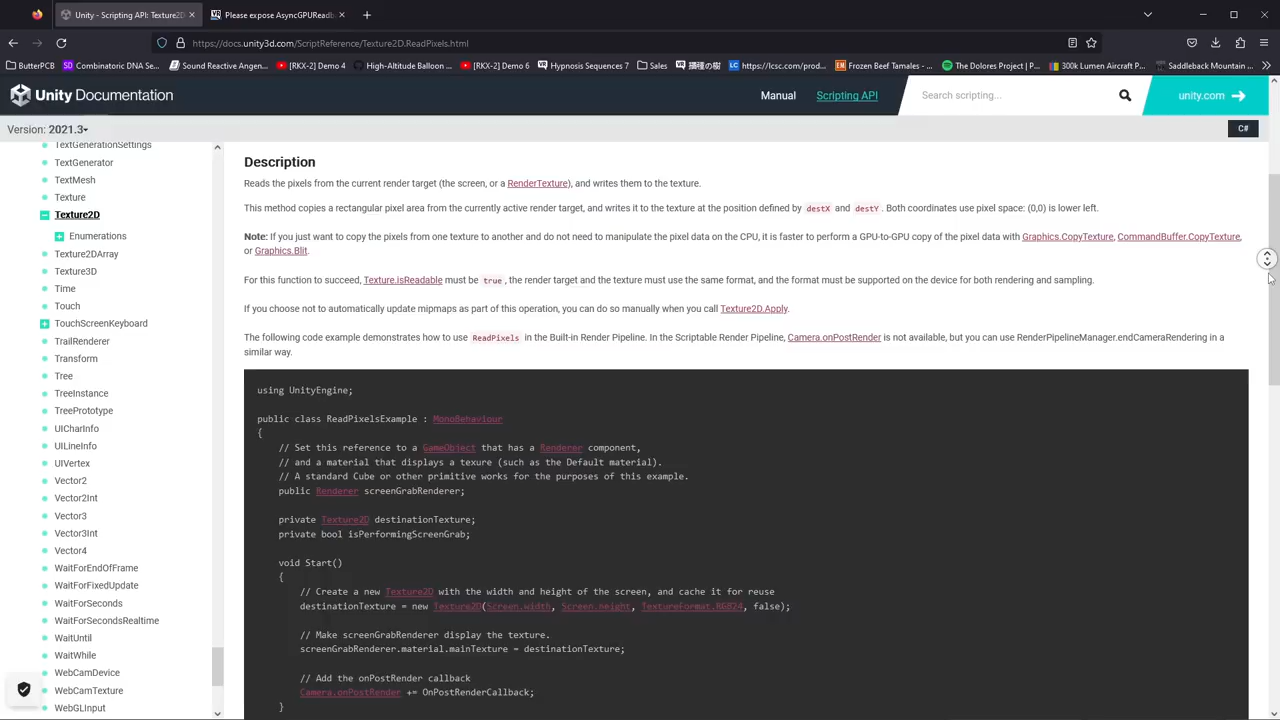 Unity - Scripting API: Texture2D.
Please expose AsyncGPUReadb
https://docs.unity3d.com/ScriptReference/Texture2D.ReadPixels.html
ButterPCB
Combinatoric DNA Se…
Sound Reactive Angen…
[RKX-2] Demo 4
High-Altitude Balloon …
[RKX-2] Demo 6
Hypnosis Sequences 7
Sales
https://lcsc.com/prod…
Frozen Beef Tamales -…
The Dolores Project | P…
300k Lumen Aircraft P…
Saddleback Mountain …
unity Documentation
Manual
Scripting API
Search scripting...
unity.com
Version: 2021.3
C#
TextGenerationSettings
TextGenerator
TextMesh
Texture
Texture2D
Enumerations
Texture2DArray
Texture3D
Time
Touch
TouchScreenKeyboard
TrailRenderer
Transform
Tree
TreeInstance
TreePrototype
UICharInfo
UILineInfo
UIVertex
Vector2
Vector2Int
Vector3
Vector3Int
Vector4
WaitForEndOfFrame
WaitForFixedUpdate
WaitForSeconds
WaitForSecondsRealtime
WaitUntil
WaitWhile
WebCamDevice
WebCamTexture
WebGLInput
Description
Reads the pixels from the current render target (the screen, or a RenderTexture), and writes them to the texture.
This method copies a rectangular pixel area from the currently active render target, and writes it to the texture at the position defined by destX and destY. Both coordinates use pixel space: (0,0) is lower left.
Note: If you just want to copy the pixels from one texture to another and do not need to manipulate the pixel data on the CPU, it is faster to perform a GPU-to-GPU copy of the pixel data with Graphics.CopyTexture, CommandBuffer.CopyTexture,
or Graphics.Blit.
For this function to succeed, Texture.isReadable must be true, the render target and the texture must use the same format, and the format must be supported on the device for both rendering and sampling.
If you choose not to automatically update mipmaps as part of this operation, you can do so manually when you call Texture2D.Apply.
The following code example demonstrates how to use ReadPixels in the Built-in Render Pipeline. In the Scriptable Render Pipeline, Camera.onPostRender is not available, but you can use RenderPipelineManager.endCameraRendering in a
similar way.
using UnityEngine;
public class ReadPixelsExample : MonoBehaviour
{
// Set this reference to a GameObject that has a Renderer component,
// and a material that displays a texure (such as the Default material).
// A standard Cube or other primitive works for the purposes of this example.
public Renderer screenGrabRenderer;
private Texture2D destinationTexture;
private bool isPerformingScreenGrab;
void Start()
{
// Create a new Texture2D with the width and height of the screen, and cache it for reuse
destinationTexture = new Texture2D(Screen.width, Screen.height, TextureFormat.RGB24, false);
// Make screenGrabRenderer display the texture.
screenGrabRenderer.material.mainTexture = destinationTexture;
// Add the onPostRender callback
Camera.onPostRender += OnPostRenderCallback;
}